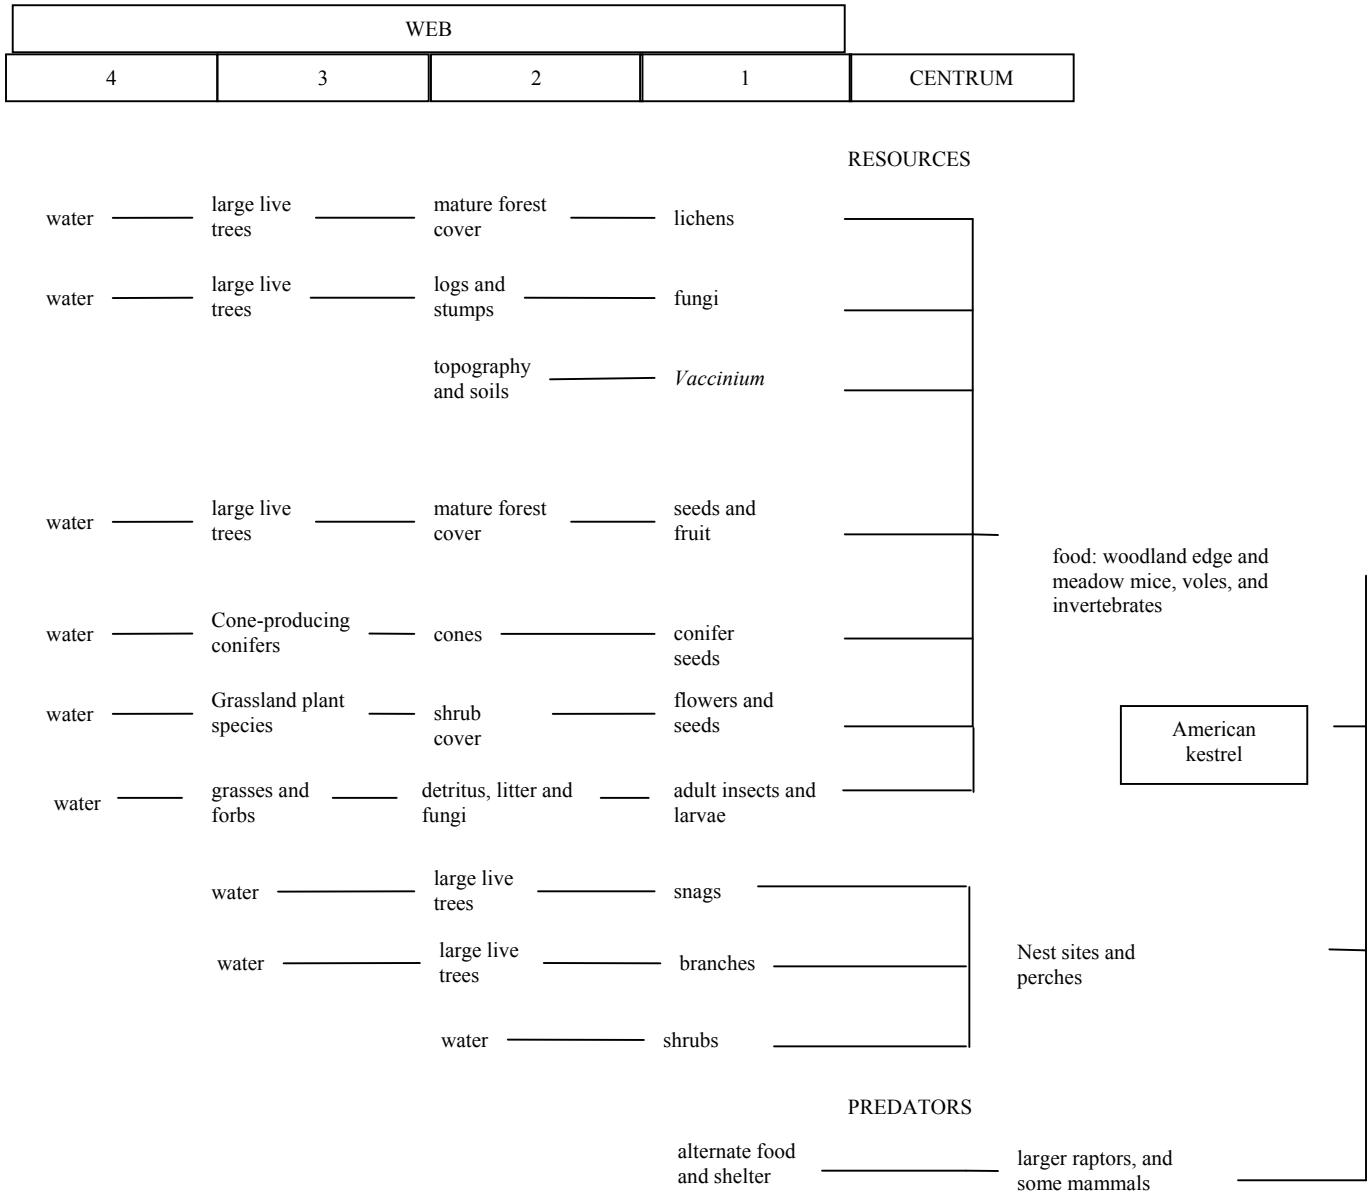 WEB
4 3 2 1 CENTRUM
RESOURCES
water
large live
trees
mature forest
cover
lichens
water
large live
trees
logs and
stumps
fungi
topography
and soils
Vaccinium
water
large live
trees
mature forest
cover
seeds and
fruit
food: woodland edge and
meadow mice, voles, and
invertebrates
water
Cone-producing
conifers
cones
conifer
seeds
water
Grassland plant
species
shrub
cover
flowers and
seeds
American
kestrel
water
grasses and
forbs
detritus, litter and
fungi
adult insects and
larvae
water
large live
trees
snags
water
large live
trees
branches
Nest sites and
perches
water
shrubs
PREDATORS
alternate food
and shelter
larger raptors, and
some mammals